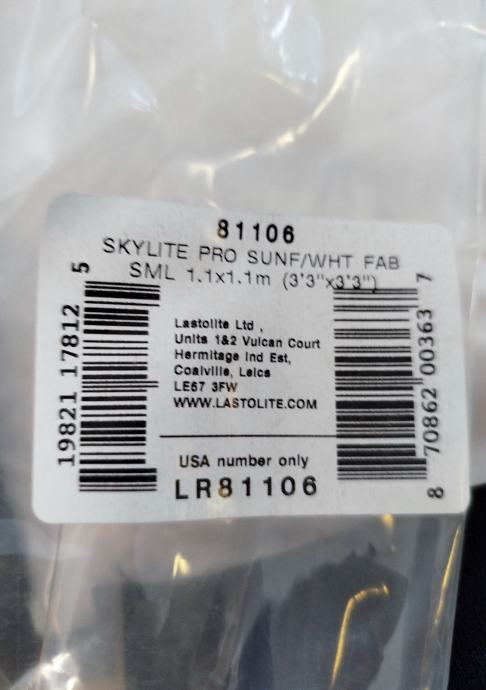 81106
SKYLITE PRO SUNF/WHT FAB
SML 1.1x1.1m (3'3"x3'3")
19821 17812 5
Lastolite Ltd ,
Units 1&2 Vulcan Court
Hermitage Ind Est,
Coalville, Leics
LE67 3FW
WWW.LASTOLITE.COM
USA number only
LR81106
8 70862 00363 7